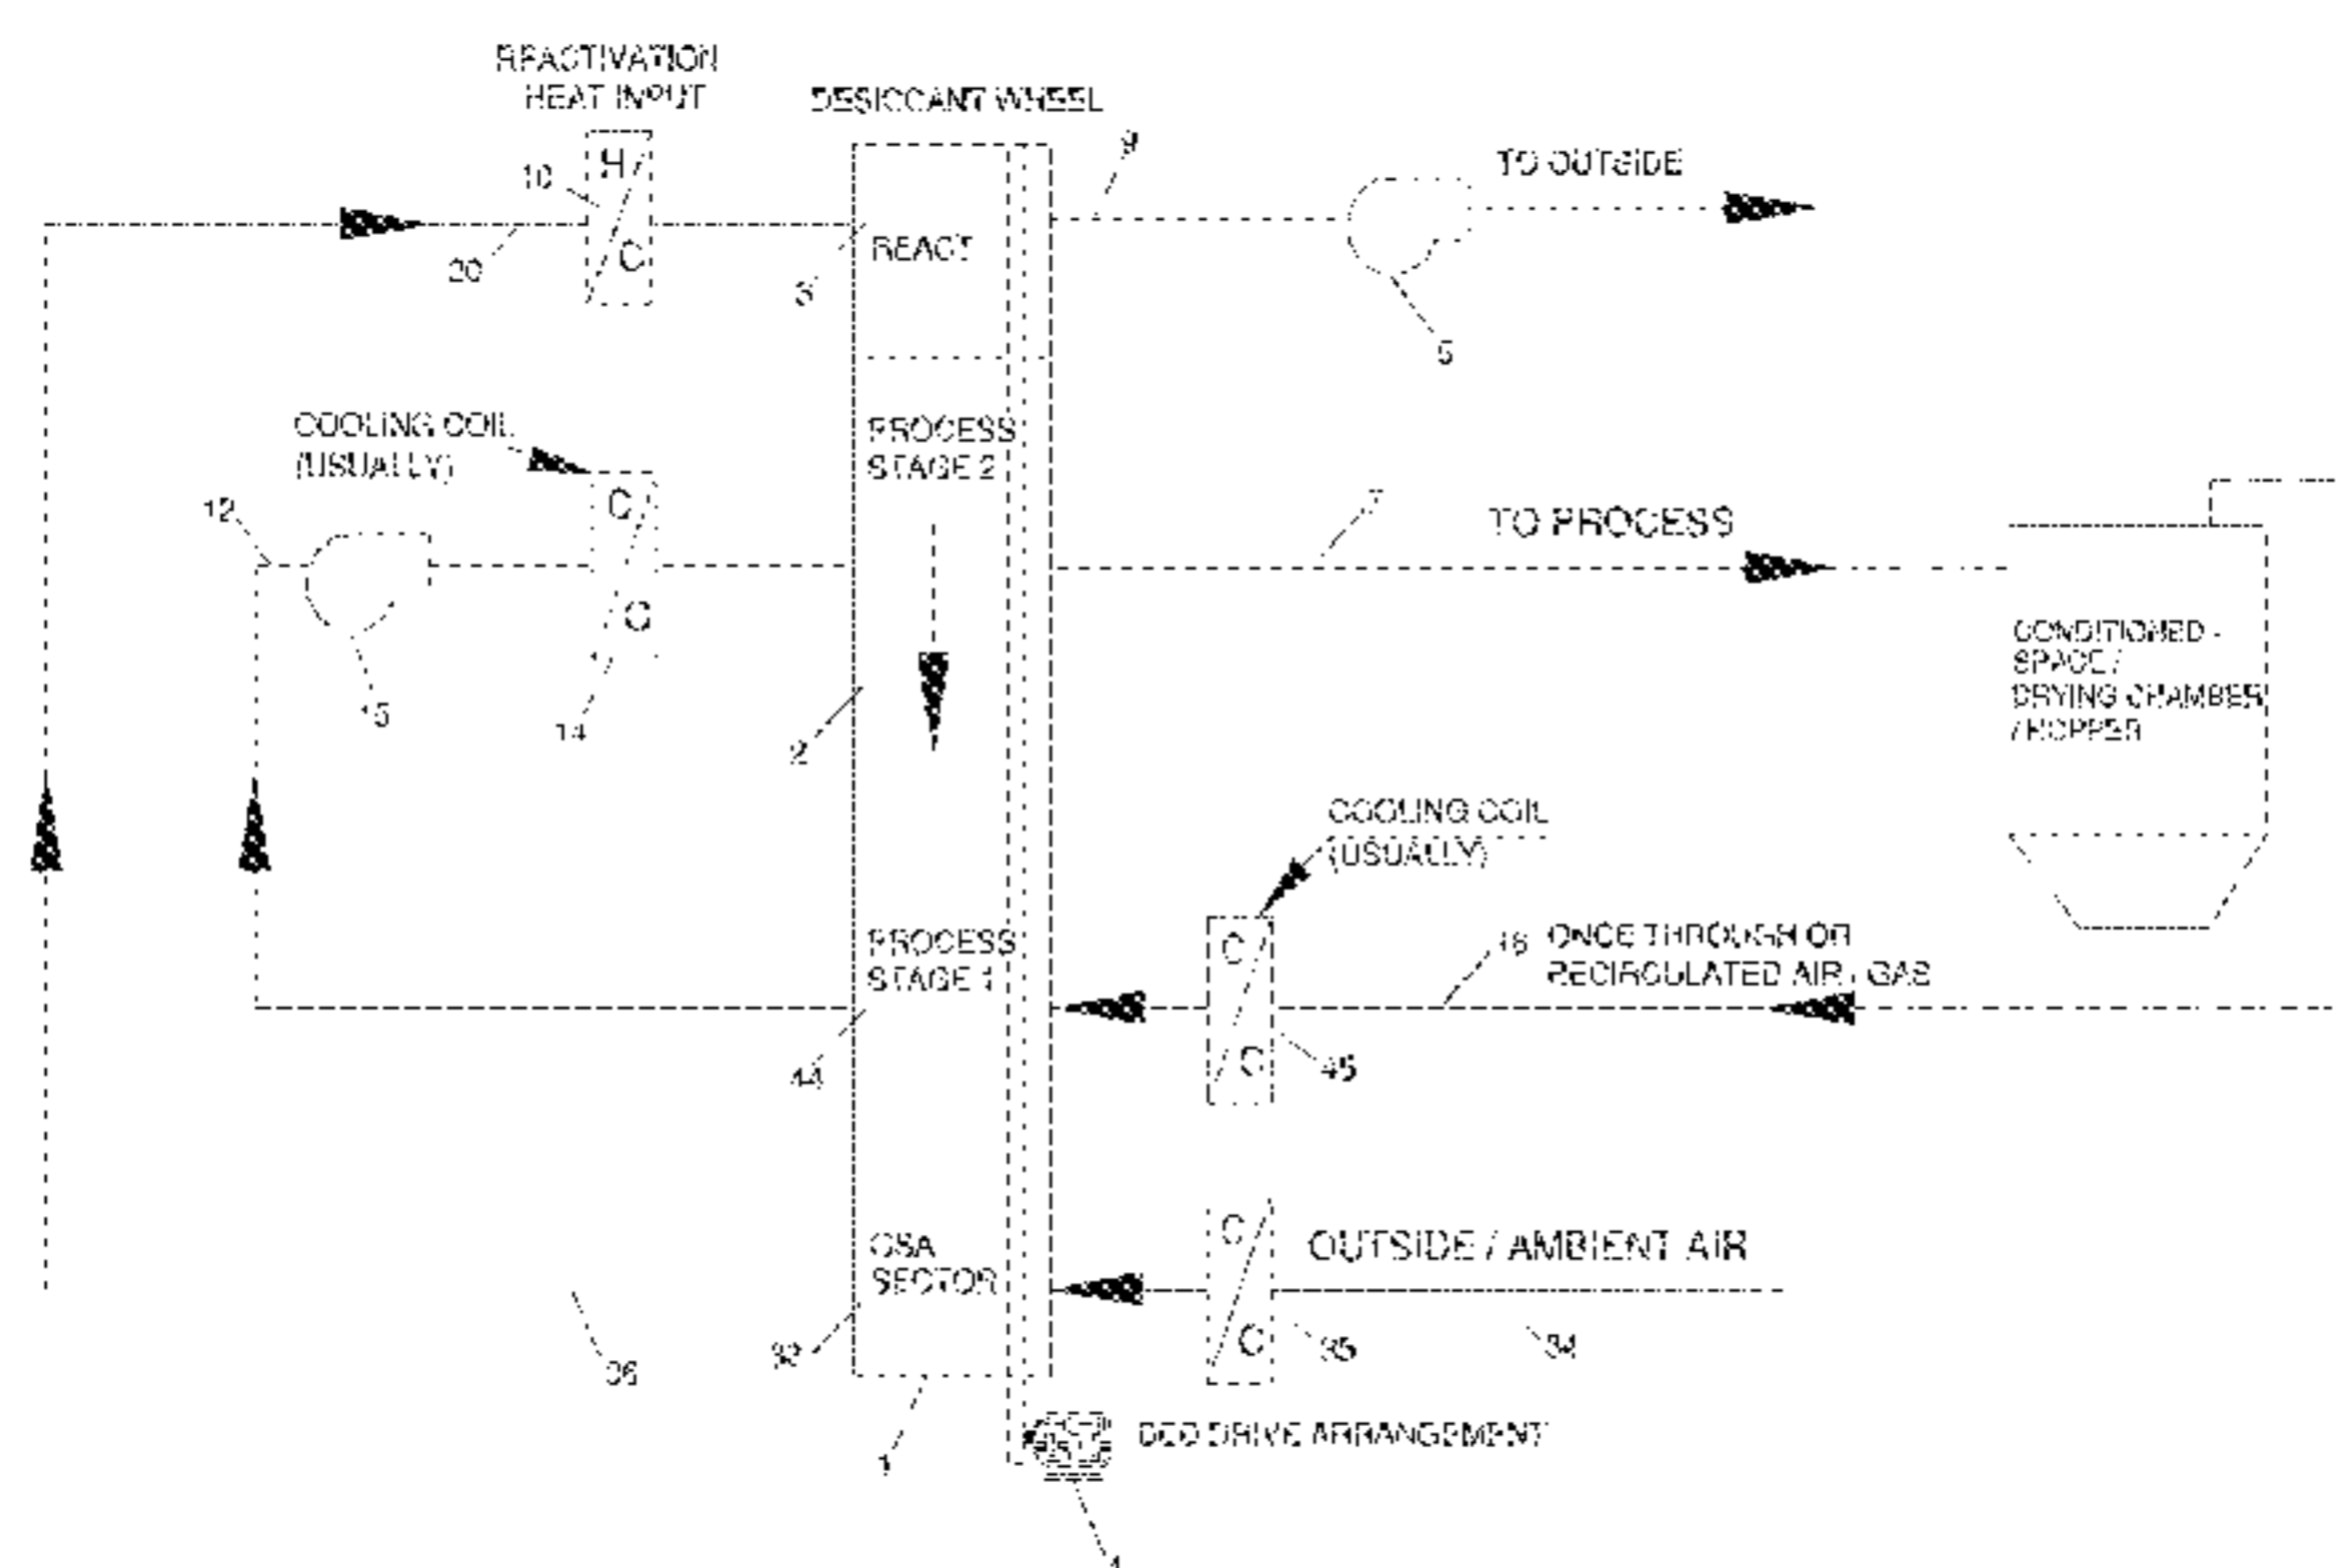 REACTIVATION
HEAT INPUT
DESICCANT WHEEL
9
TO OUTSIDE
H
10
C
20
REACT
5
COOLING COIL
(USUALLY)
PROCESS
STAGE 2
C
12
7
TO PROCESS
C
15
14
2
CONDITIONED
SPACE /
DRYING CHAMBER
/ HOPPER
COOLING COIL
(USUALLY)
PROCESS
STAGE 1
C
16
ONCE THROUGH OR
RECIRCULATED AIR / GAS
C
44
45
OSA
SECTOR
C
OUTSIDE / AMBIENT AIR
C
32
35
34
36
1
DRIVE ARRANGEMENT
4